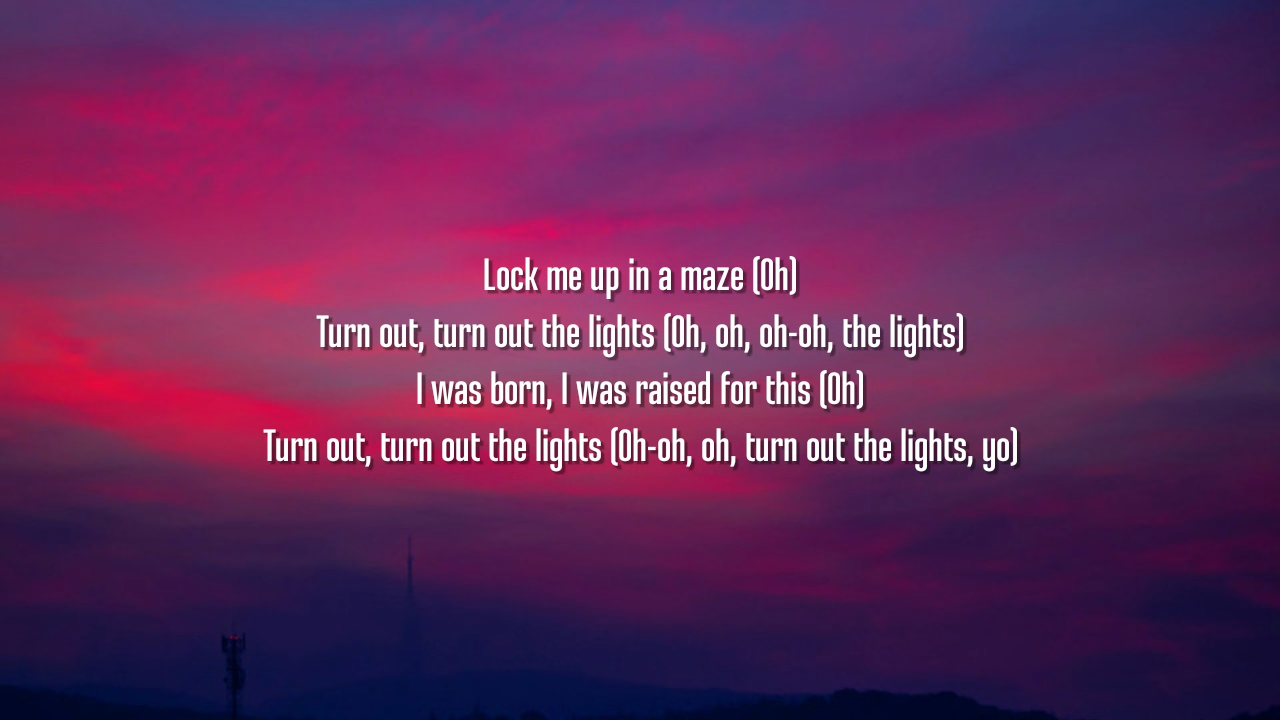 Lock me up in a maze (Oh)
Turn out, turn out the lights (Oh, oh, oh-oh, the lights)
I was born, I was raised for this (Oh)
Turn out, turn out the lights (Oh-oh, oh, turn out the lights, yo)